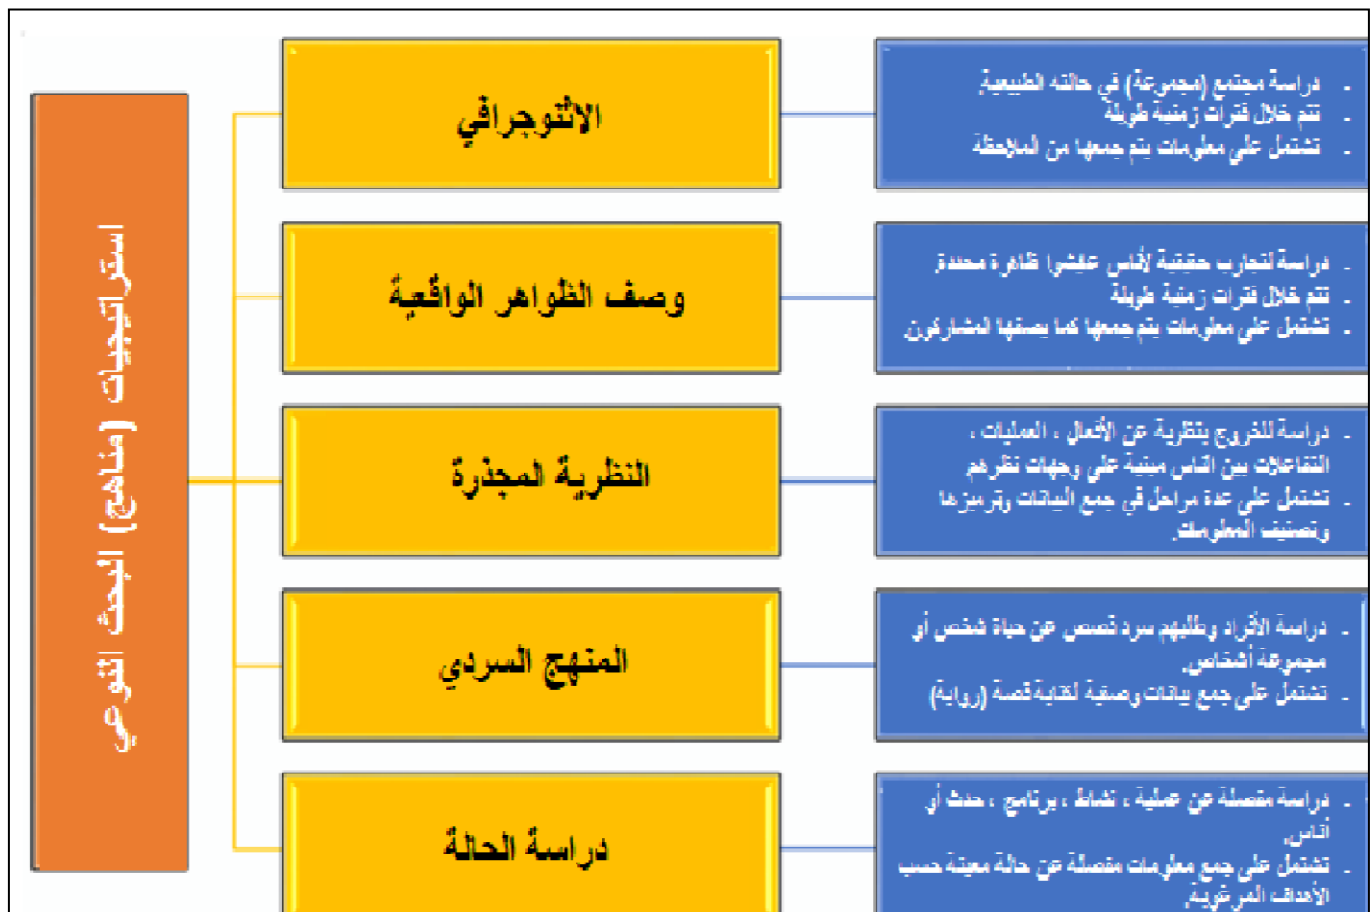 استراتيجيات (مناهج) البحث النوعي
الاثنوجرافي
- دراسة مجتمع (مجموعة) في حالته الطبيعية.
- تتم خلال فترات زمنية طويلة
- تشتمل على معلومات يتم جمعها من الملاحظة
وصف الظواهر الواقعية
- دراسة لتجارب حقيقية لأناس عايشوا ظاهرة محددة.
- تتم خلال فترات زمنية طويلة
- تشتمل على معلومات يتم جمعها كما يصفها المشاركون.
النظرية المجذرة
- دراسة للخروج بنظرية عن الأفعال ، العمليات ،
التفاعلات بين الناس مبنية على وجهات نظرهم.
- تشتمل على عدة مراحل في جمع البيانات وترميزها
وتصنيف المعلومات.
المنهج السردي
- دراسة الأفراد وطلبهم سرد قصص عن حياة شخص أو
مجموعة أشخاص.
- تشتمل على جمع بيانات وصفية لكتابة قصة (رواية)
دراسة الحالة
- دراسة مفصلة عن عملية ، نشاط ، برنامج ، حدث أو
أناس.
- تشتمل على جمع معلومات مفصلة عن حالة معينة حسب
الأهداف المرغوبة.